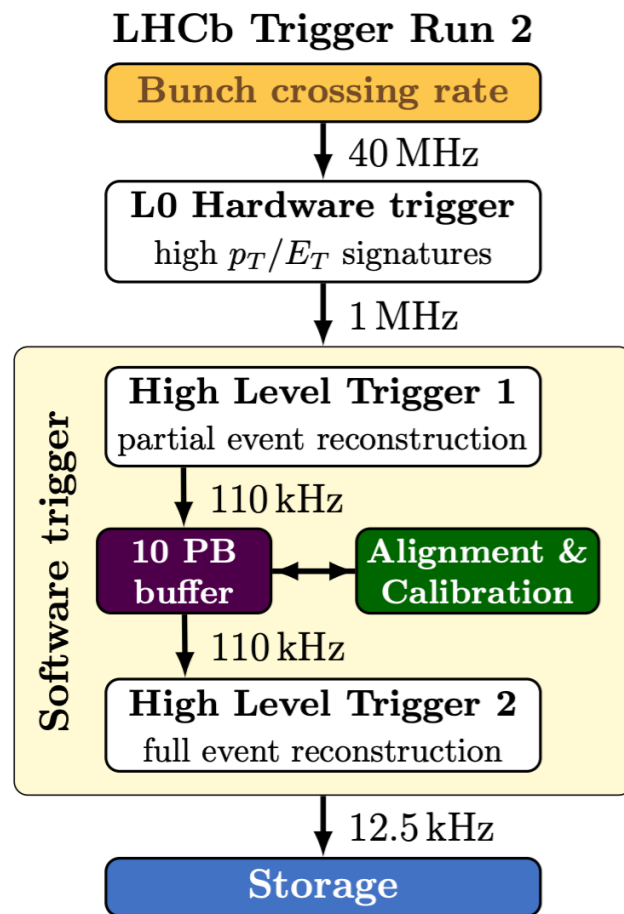 LHCb Trigger Run 2
Bunch crossing rate
40 MHz
L0 Hardware trigger
high p_T/E_T signatures
1 MHz
Software trigger
High Level Trigger 1
partial event reconstruction
110 kHz
10 PB
buffer
Alignment &
Calibration
110 kHz
High Level Trigger 2
full event reconstruction
12.5 kHz
Storage